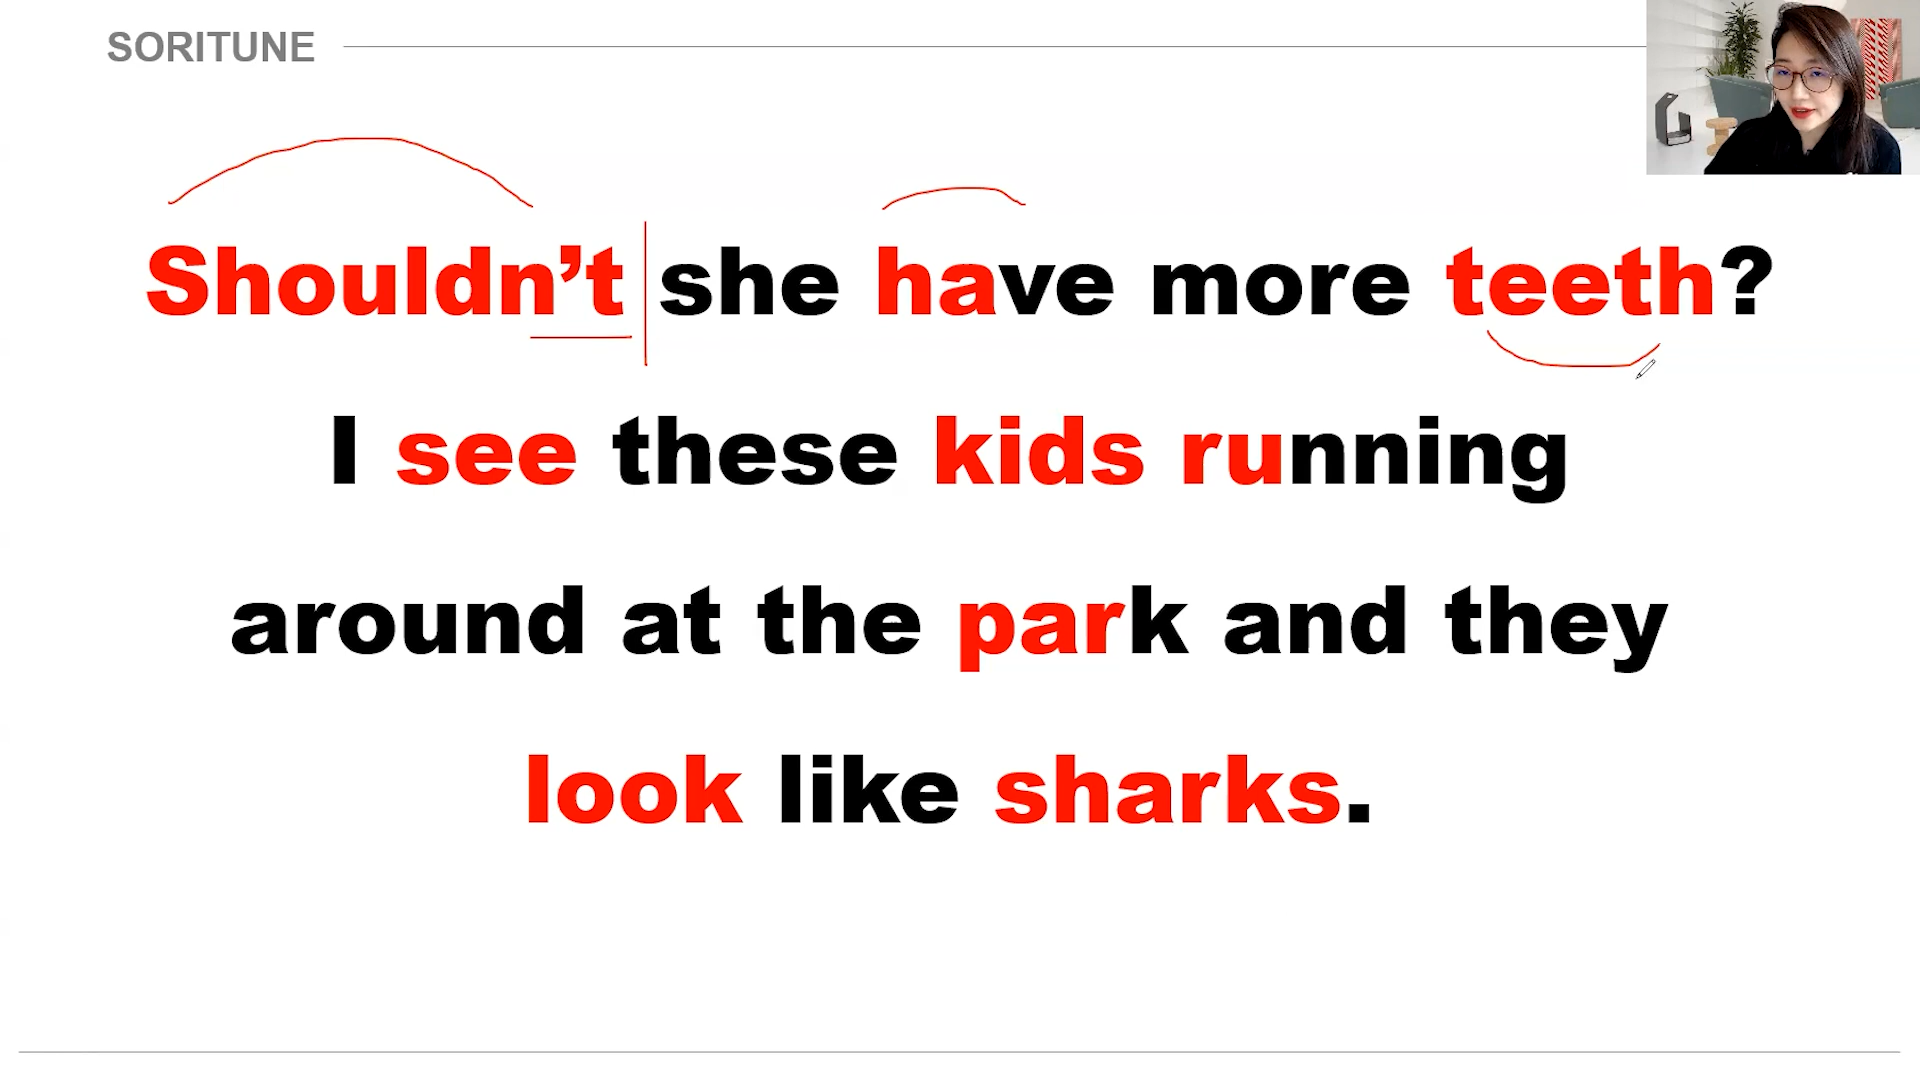 SORITUNE
Shouldn’t she have more teeth?
I see these kids running
around at the park and they
look like sharks.